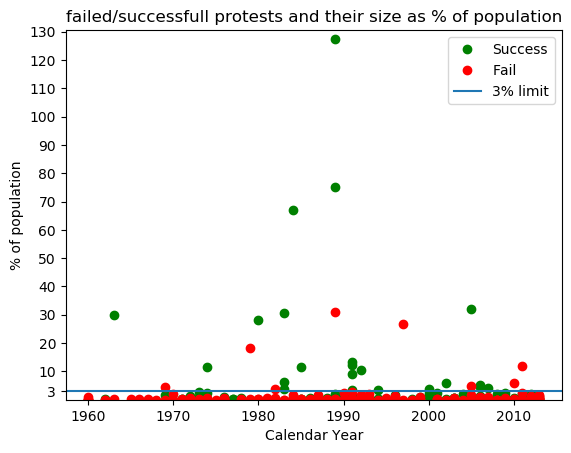 failed/successfull protests and their size as % of population
130
120
110
100
90
80
70
60
50
40
30
20
10
3
% of population
Success
Fail
3% limit
1960 1970 1980 1990 2000 2010
Calendar Year